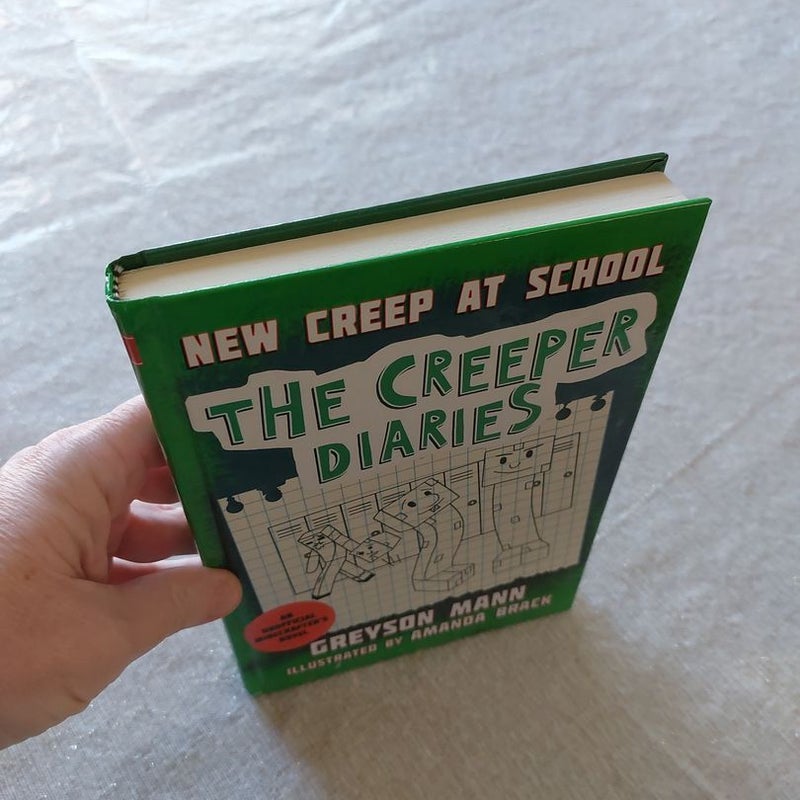 NEW CREEP AT SCHOOL
THE CREEPER
DIARIES
AN
UNOFFICIAL
MINECRAFTER'S
NOVEL
GREYSON MANN
ILLUSTRATED BY AMANDA BRACK